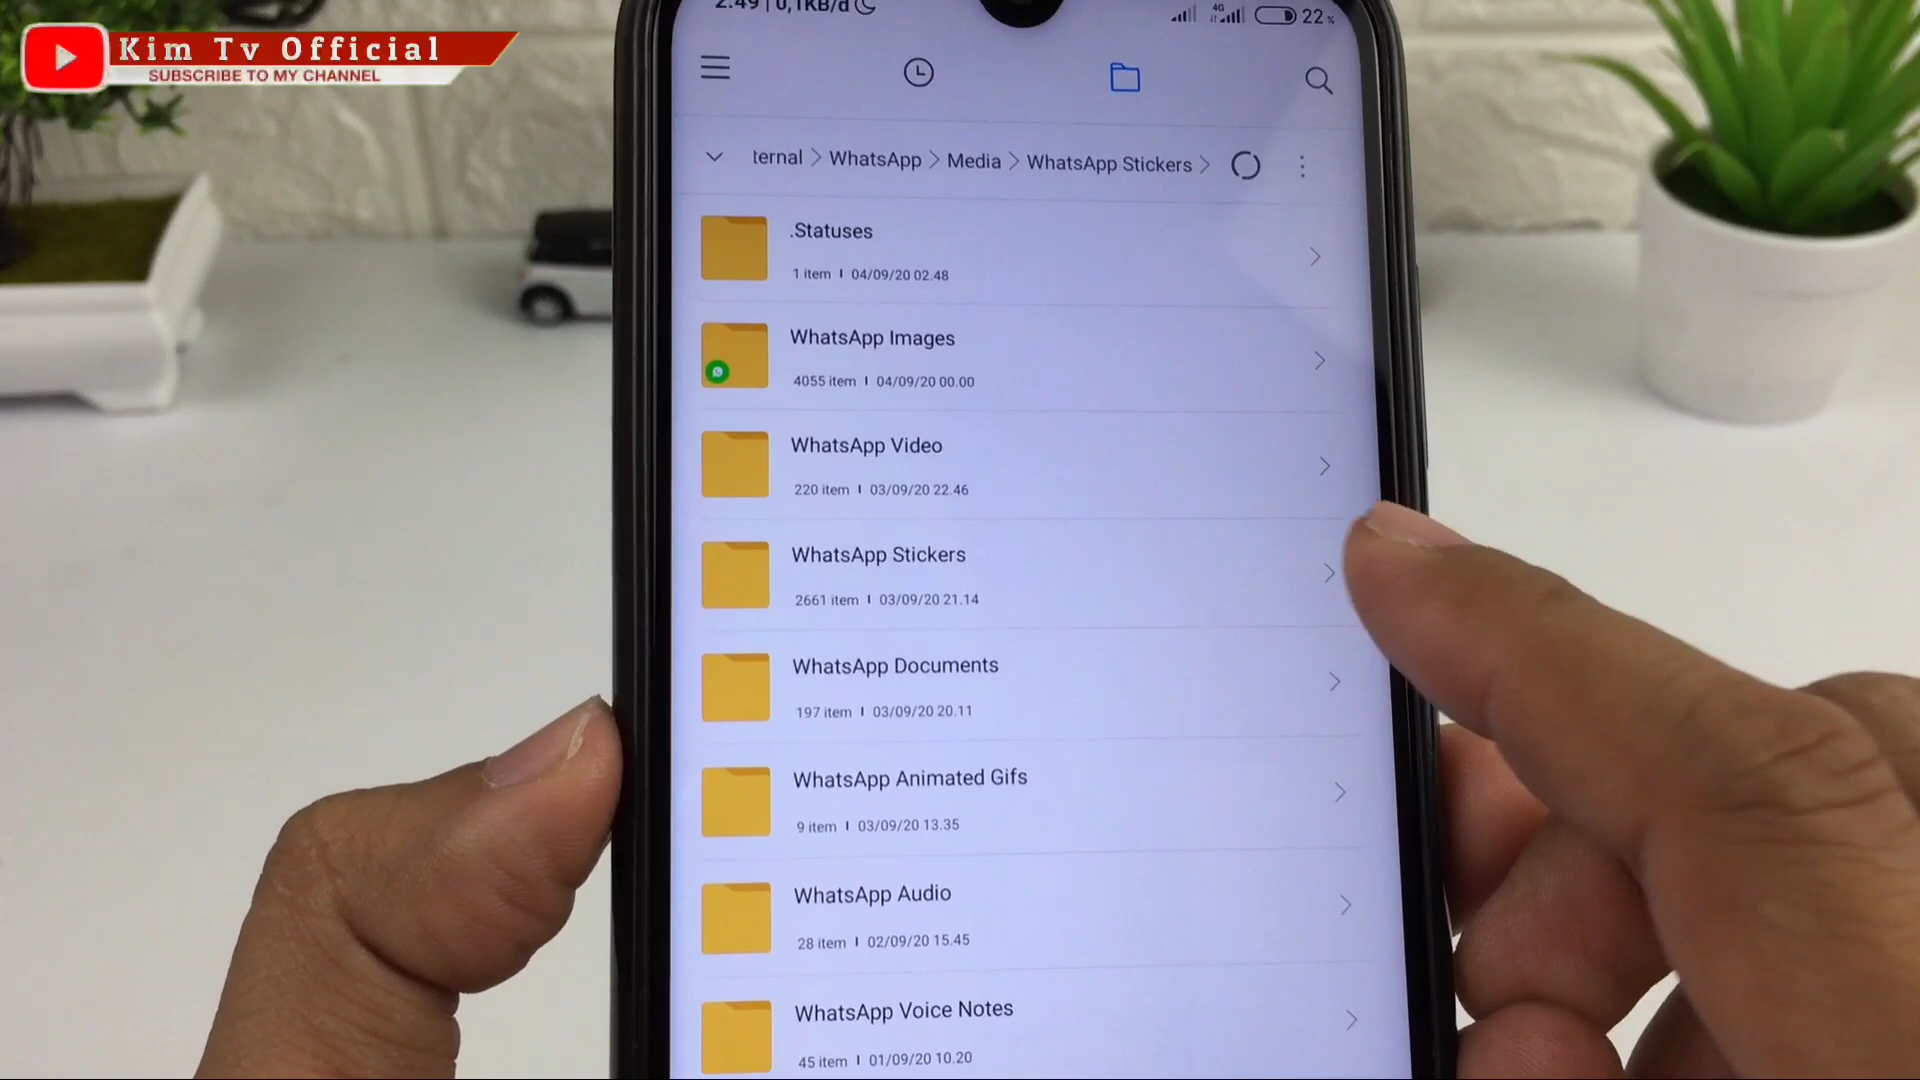 Kim Tv Official
SUBSCRIBE TO MY CHANNEL
2.49 | 0,1KB/d
4G
22%
ternal > WhatsApp > Media > WhatsApp Stickers >
.Statuses
1 item | 04/09/20 02.48
WhatsApp Images
4055 item | 04/09/20 00.00
WhatsApp Video
220 item | 03/09/20 22.46
WhatsApp Stickers
2661 item | 03/09/20 21.14
WhatsApp Documents
197 item | 03/09/20 20.11
WhatsApp Animated Gifs
9 item | 03/09/20 13.35
WhatsApp Audio
28 item | 02/09/20 15.45
WhatsApp Voice Notes
45 item | 01/09/20 10.20